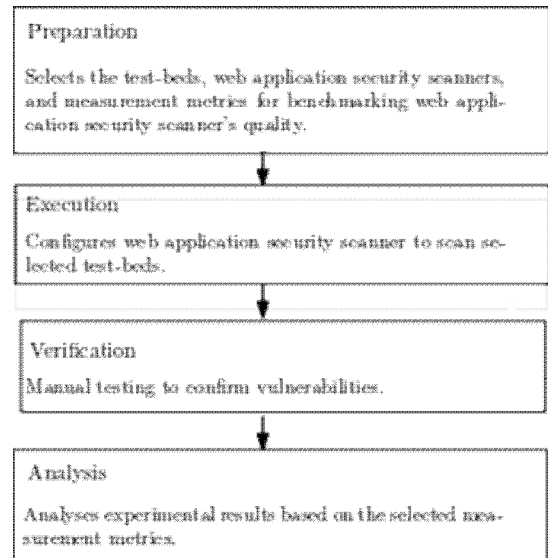 Preparation
Selects the test-beds, web application security scanners,
and measurement metrics for benchmarking web appli-
cation security scanner's quality.
Execution
Configures web application security scanner to scan se-
lected test-beds.
Verification
Manual testing to confirm vulnerabilities.
Analysis
Analyses experimental results based on the selected mea-
surement metrics.